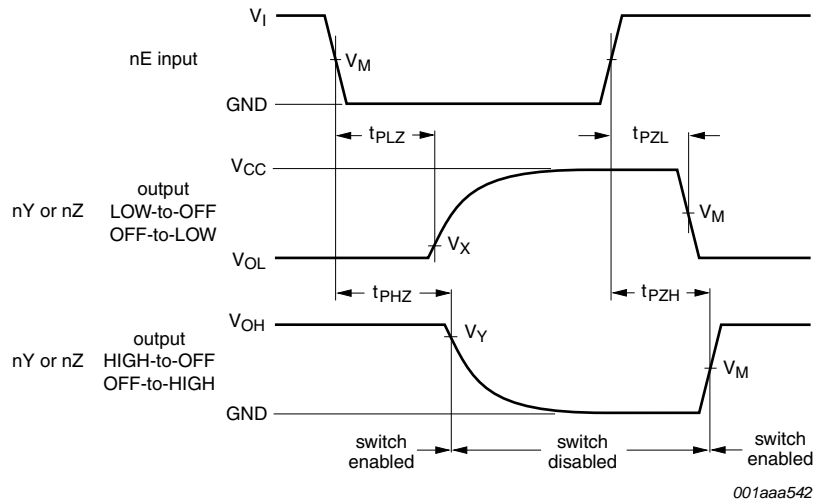 VI
nE input
VM
GND
tPLZ
tPZL
VCC
output
nY or nZ
LOW-to-OFF
OFF-to-LOW
VM
VX
VOL
tPHZ
tPZH
VOH
output
VY
nY or nZ
HIGH-to-OFF
OFF-to-HIGH
VM
GND
switch
enabled
switch
disabled
switch
enabled
001aaa542